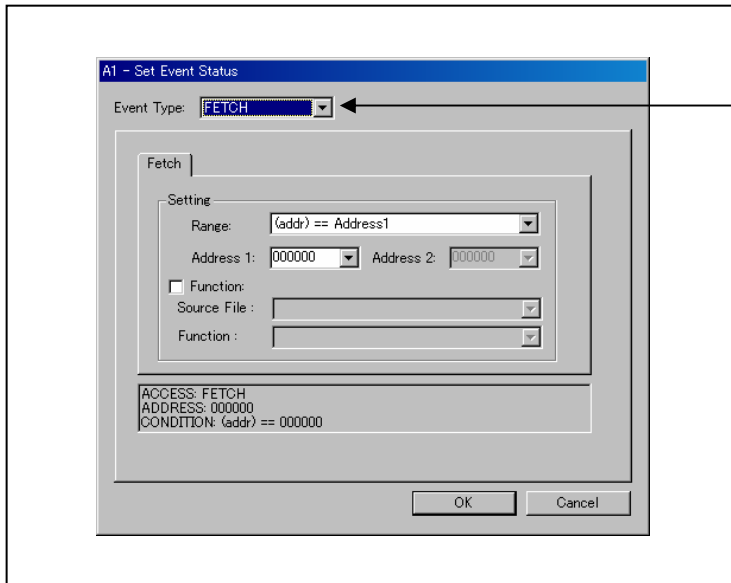 A1 - Set Event Status
Event Type: FETCH
Fetch
Setting
Range: (addr) == Address1
Address 1: 000000 Address 2: 000000
Function:
Source File :
Function :
ACCESS: FETCH
ADDRESS: 000000
CONDITION: (addr) == 000000
OK Cancel